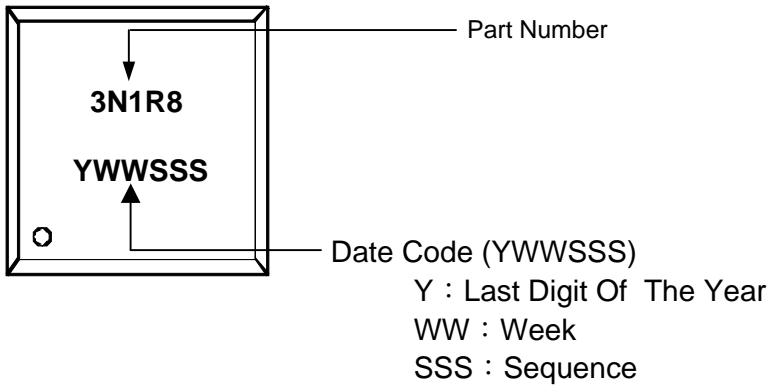 Part Number
3N1R8
YWWSSS
Date Code (YWWSSS)
Y：Last Digit Of The Year
WW：Week
SSS：Sequence